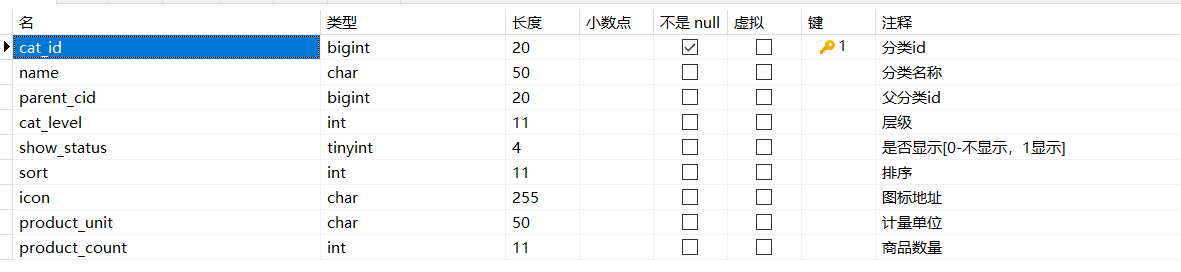 名 类型 长度 小数点 不是 null 虚拟 键 注释
cat_id bigint 20 1 分类id
name char 50 分类名称
parent_cid bigint 20 父分类id
cat_level int 11 层级
show_status tinyint 4 是否显示[0-不显示，1显示]
sort int 11 排序
icon char 255 图标地址
product_unit char 50 计量单位
product_count int 11 商品数量